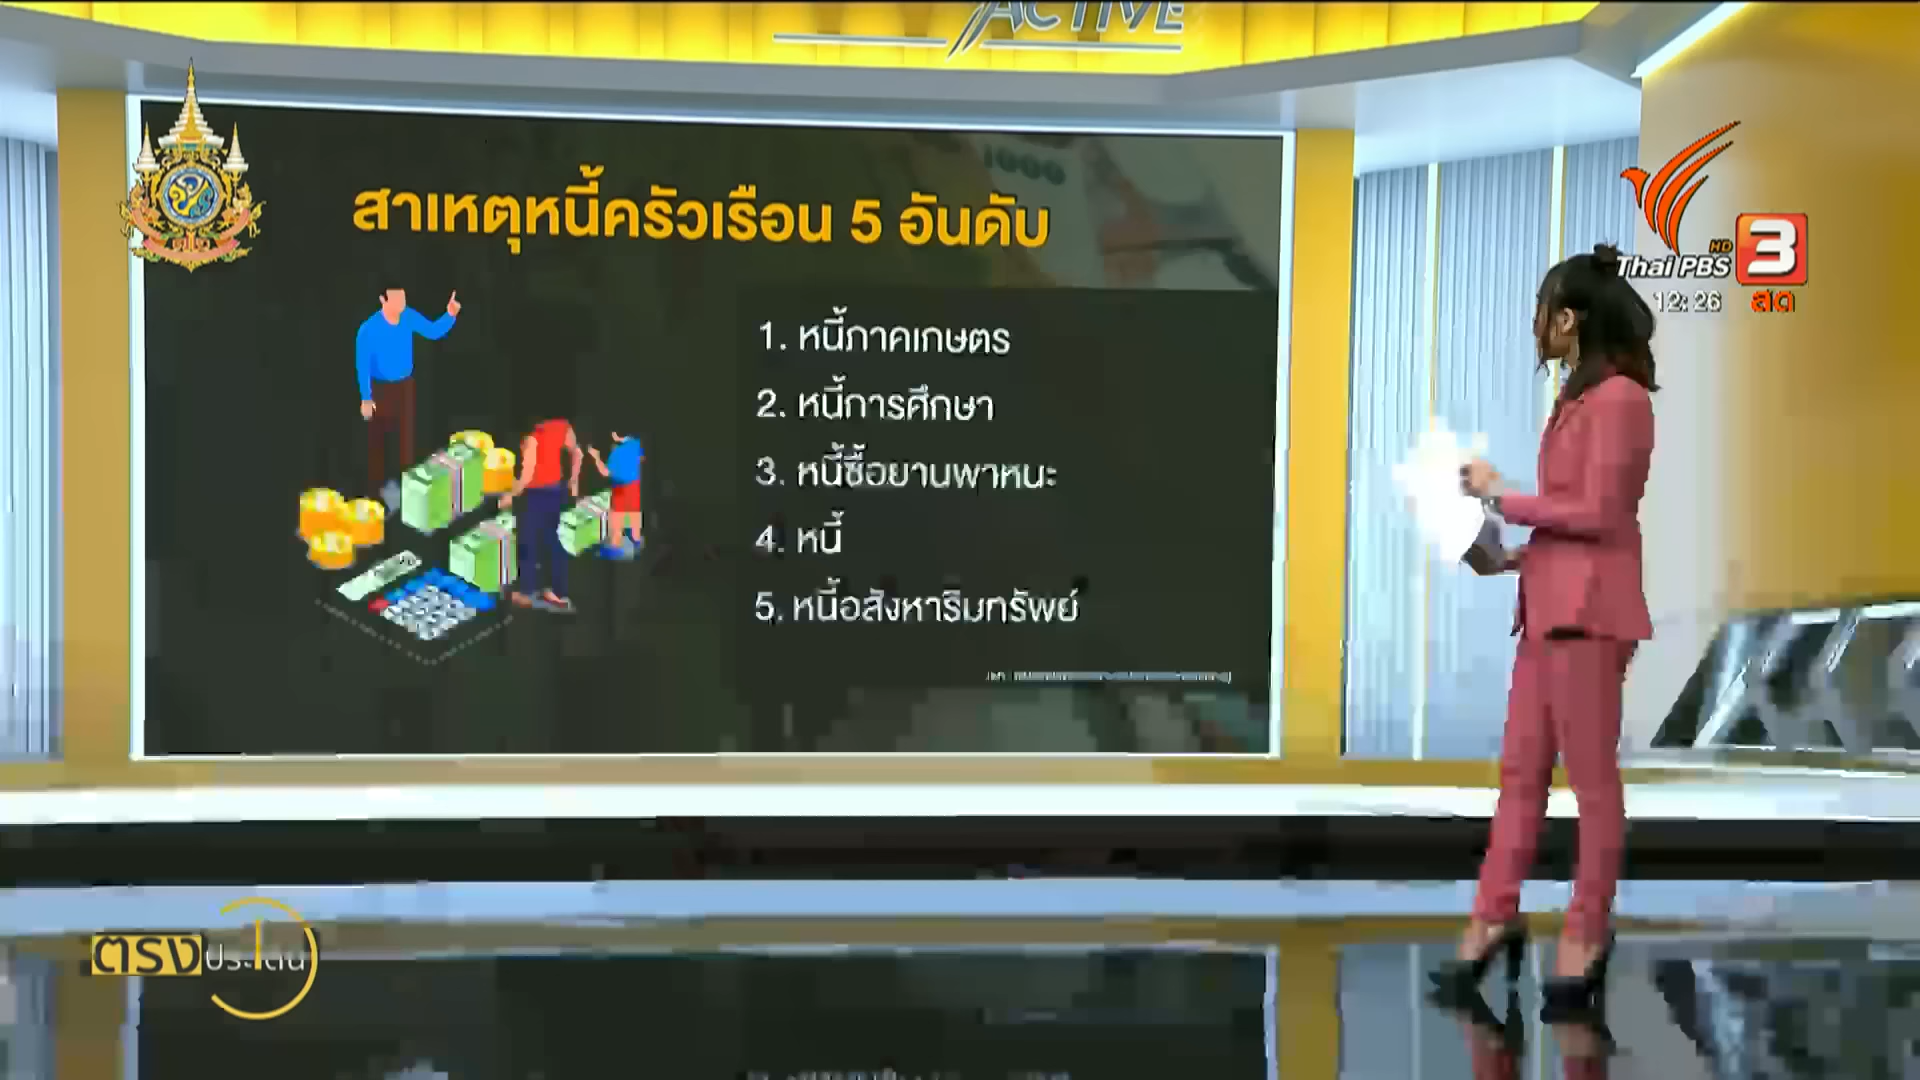 ACTIVE
1000
สาเหตุหนี้ครัวเรือน 5 อันดับ
1. หนี้ภาคเกษตร
2. หนี้การศึกษา
3. หนี้ซื้อยานพาหนะ
4. หนี้
5. หนี้อสังหาริมทรัพย์
HD
Thai PBS 3
12:26 สด
ตรงประเด็น